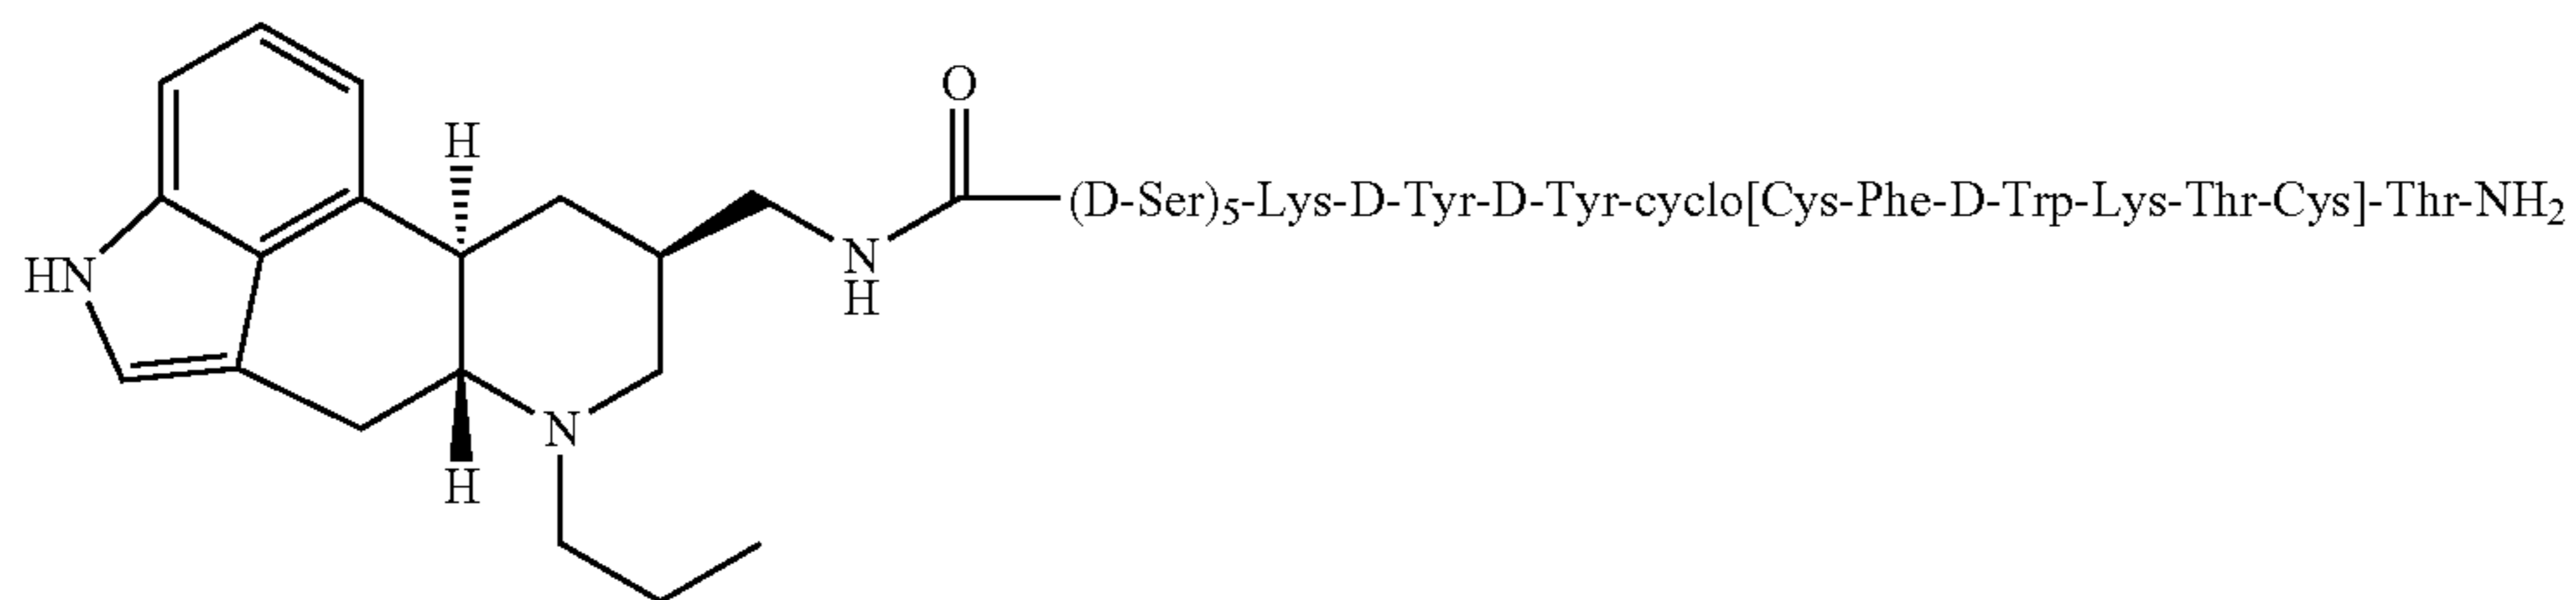 O
H
(D-Ser)5-Lys-D-Tyr-D-Tyr-cyclo[Cys-Phe-D-Trp-Lys-Thr-Cys]-Thr-NH2
HN
N
H
N
H